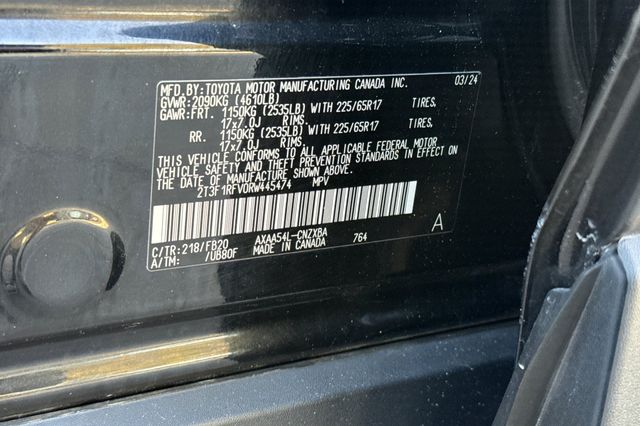 MFD.BY:TOYOTA MOTOR MANUFACTURING CANADA INC. 03/24
GVWR:2090KG (4610LB)
GAWR:FRT. 1150KG (2535LB) WITH 225/65R17 TIRES,
17x7.0J RIMS.
RR. 1150KG (2535LB) WITH 225/65R17 TIRES,
17x7.0J RIMS.
THIS VEHICLE CONFORMS TO ALL APPLICABLE FEDERAL MOTOR
VEHICLE SAFETY AND THEFT PREVENTION STANDARDS IN EFFECT ON
THE DATE OF MANUFACTURE SHOWN ABOVE.
2T3F1RFV0RW445474 MPV
C/TR:218/FB20 AXAA54L-CNZXBA A
A/TM: /UB80F MADE IN CANADA 764